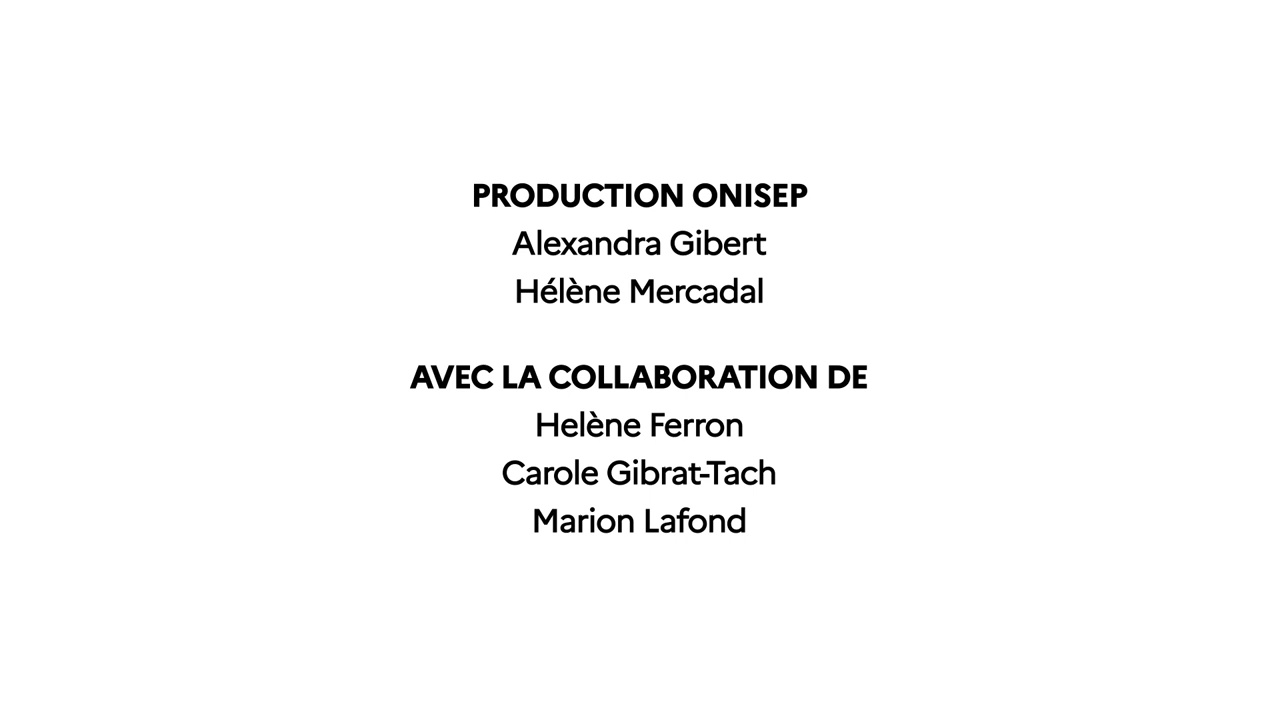 PRODUCTION ONISEP
Alexandra Gibert
Hélène Mercadal
AVEC LA COLLABORATION DE
Helène Ferron
Carole Gibrat-Tach
Marion Lafond